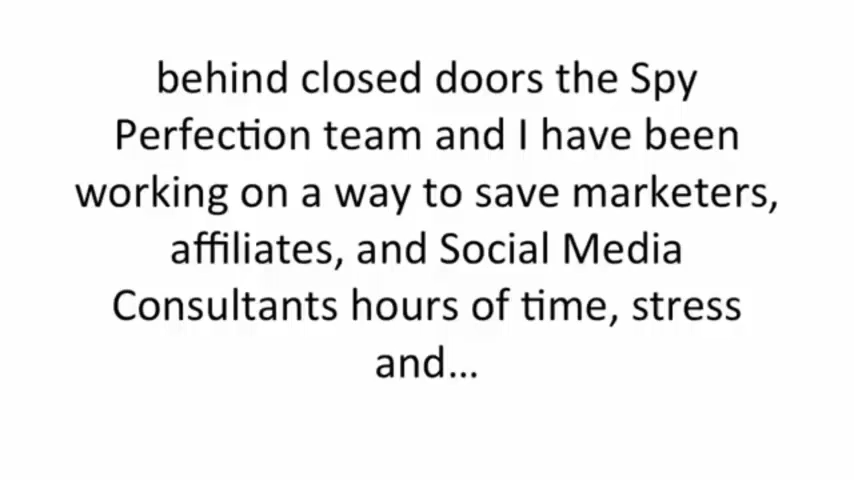 behind closed doors the Spy
Perfection team and I have been
working on a way to save marketers,
affiliates, and Social Media
Consultants hours of time, stress
and...